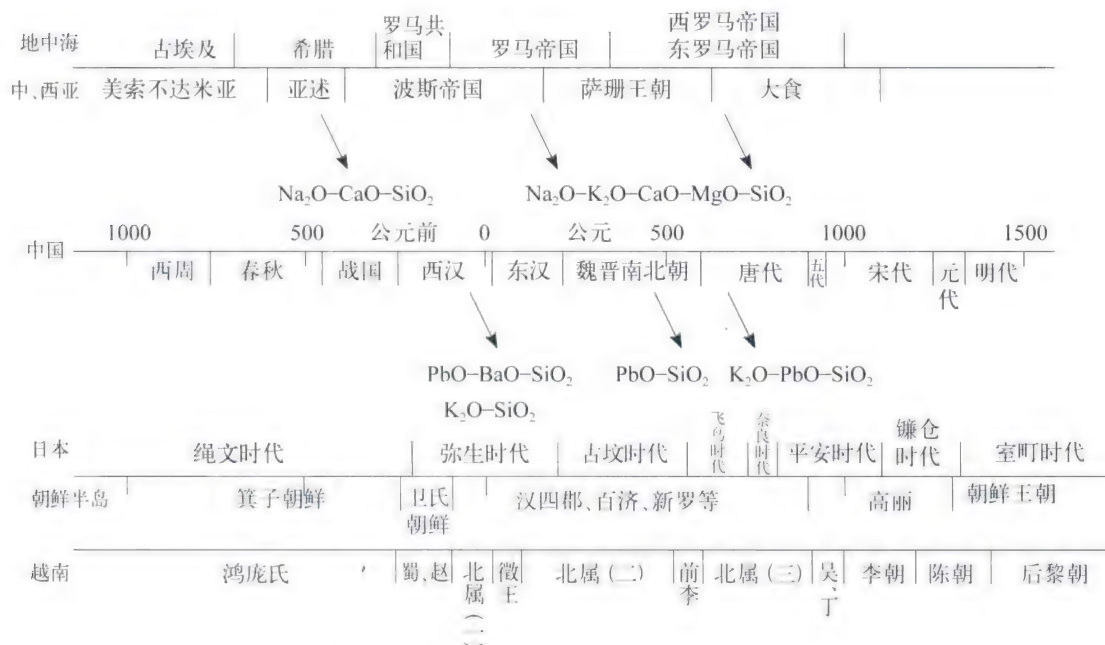 地中海 古埃及 希腊 罗马共和国 罗马帝国 西罗马帝国 东罗马帝国
中、西亚 美索不达米亚 亚述 波斯帝国 萨珊王朝 大食
Na₂O–CaO–SiO₂ Na₂O–K₂O–CaO–MgO–SiO₂
1000 500 公元前 0 公元 500 1000 1500
中国 西周 春秋 战国 西汉 东汉 魏晋南北朝 唐代 五代 宋代 元代 明代
PbO–BaO–SiO₂ PbO–SiO₂ K₂O–PbO–SiO₂
K₂O–SiO₂
日本 绳文时代 弥生时代 古坟时代 飞鸟时代 奈良时代 平安时代 镰仓时代 室町时代
朝鲜半岛 箕子朝鲜 卫氏朝鲜 汉四郡、百济、新罗等 高丽 朝鲜王朝
越南 鸿庞氏 蜀、赵 北属(一) 徵王 北属(二) 前李 北属(三) 吴、丁 李朝 陈朝 后黎朝